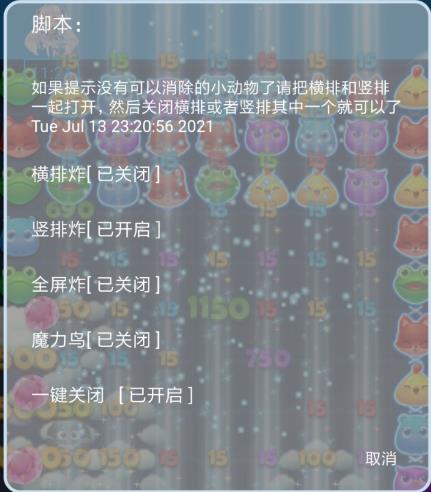 脚本：
如果提示没有可以消除的小动物了请把横排和竖排
一起打开，然后关闭横排或者竖排其中一个就可以了
Tue Jul 13 23:20:56 2021
横排炸[ 已关闭 ]
竖排炸[ 已开启 ]
全屏炸[ 已关闭 ]
1150
魔力鸟[ 已关闭 ]
750
一键关闭 [ 已开启 ]
取消